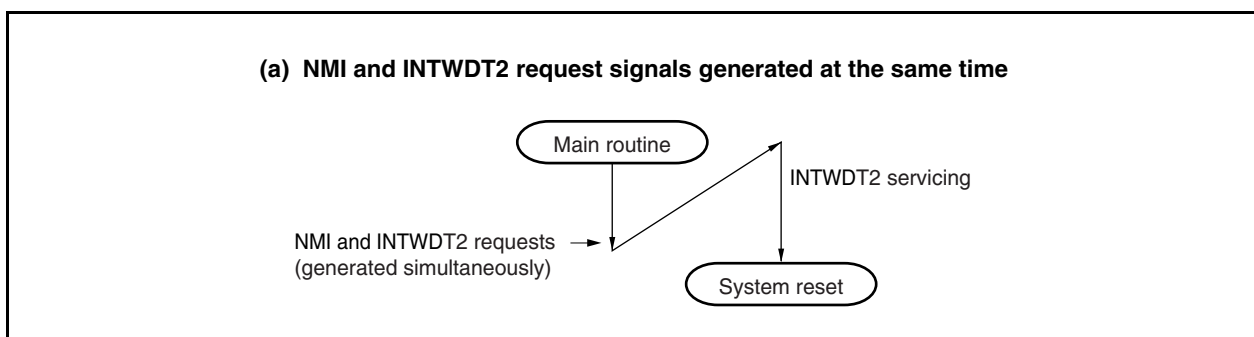 (a) NMI and INTWDT2 request signals generated at the same time
Main routine
INTWDT2 servicing
NMI and INTWDT2 requests
(generated simultaneously)
System reset